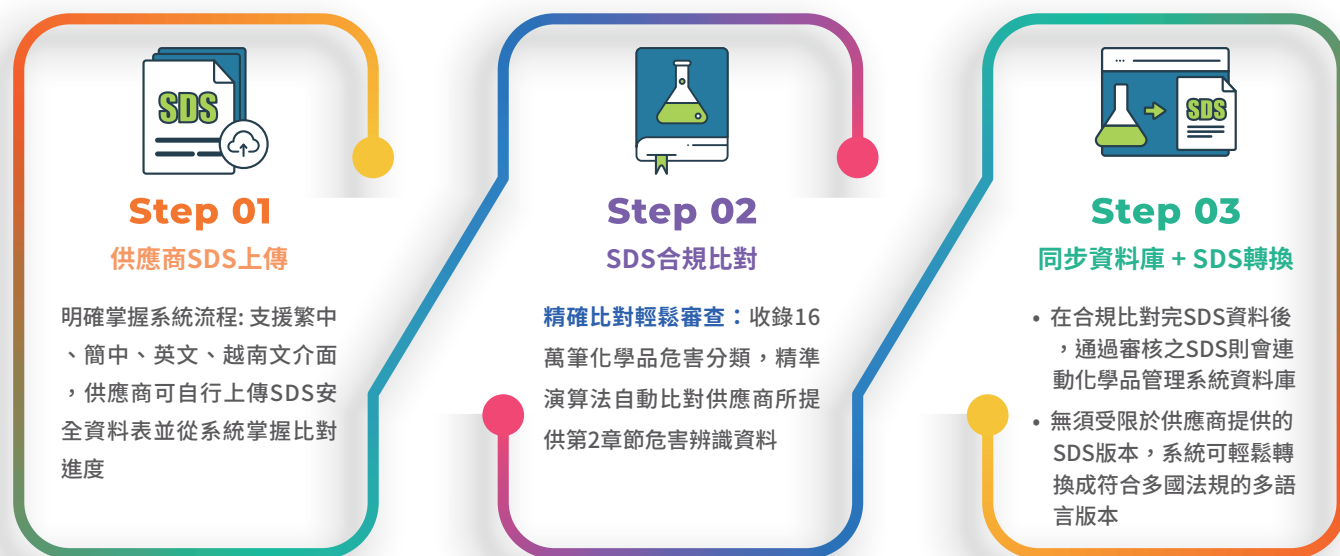 SDS
Step 01
供應商SDS上傳
明確掌握系統流程: 支援繁中
、簡中、英文、越南文介面
，供應商可自行上傳SDS安
全資料表並從系統掌握比對
進度
Step 02
SDS合規比對
精確比對輕鬆審查：收錄16
萬筆化學品危害分類，精準
演算法自動比對供應商所提
供第2章節危害辨識資料
SDS
Step 03
同步資料庫 + SDS轉換
• 在合規比對完SDS資料後
，通過審核之SDS則會連
動化學品管理系統資料庫
• 無須受限於供應商提供的
SDS版本，系統可輕鬆轉
換成符合多國法規的多語
言版本